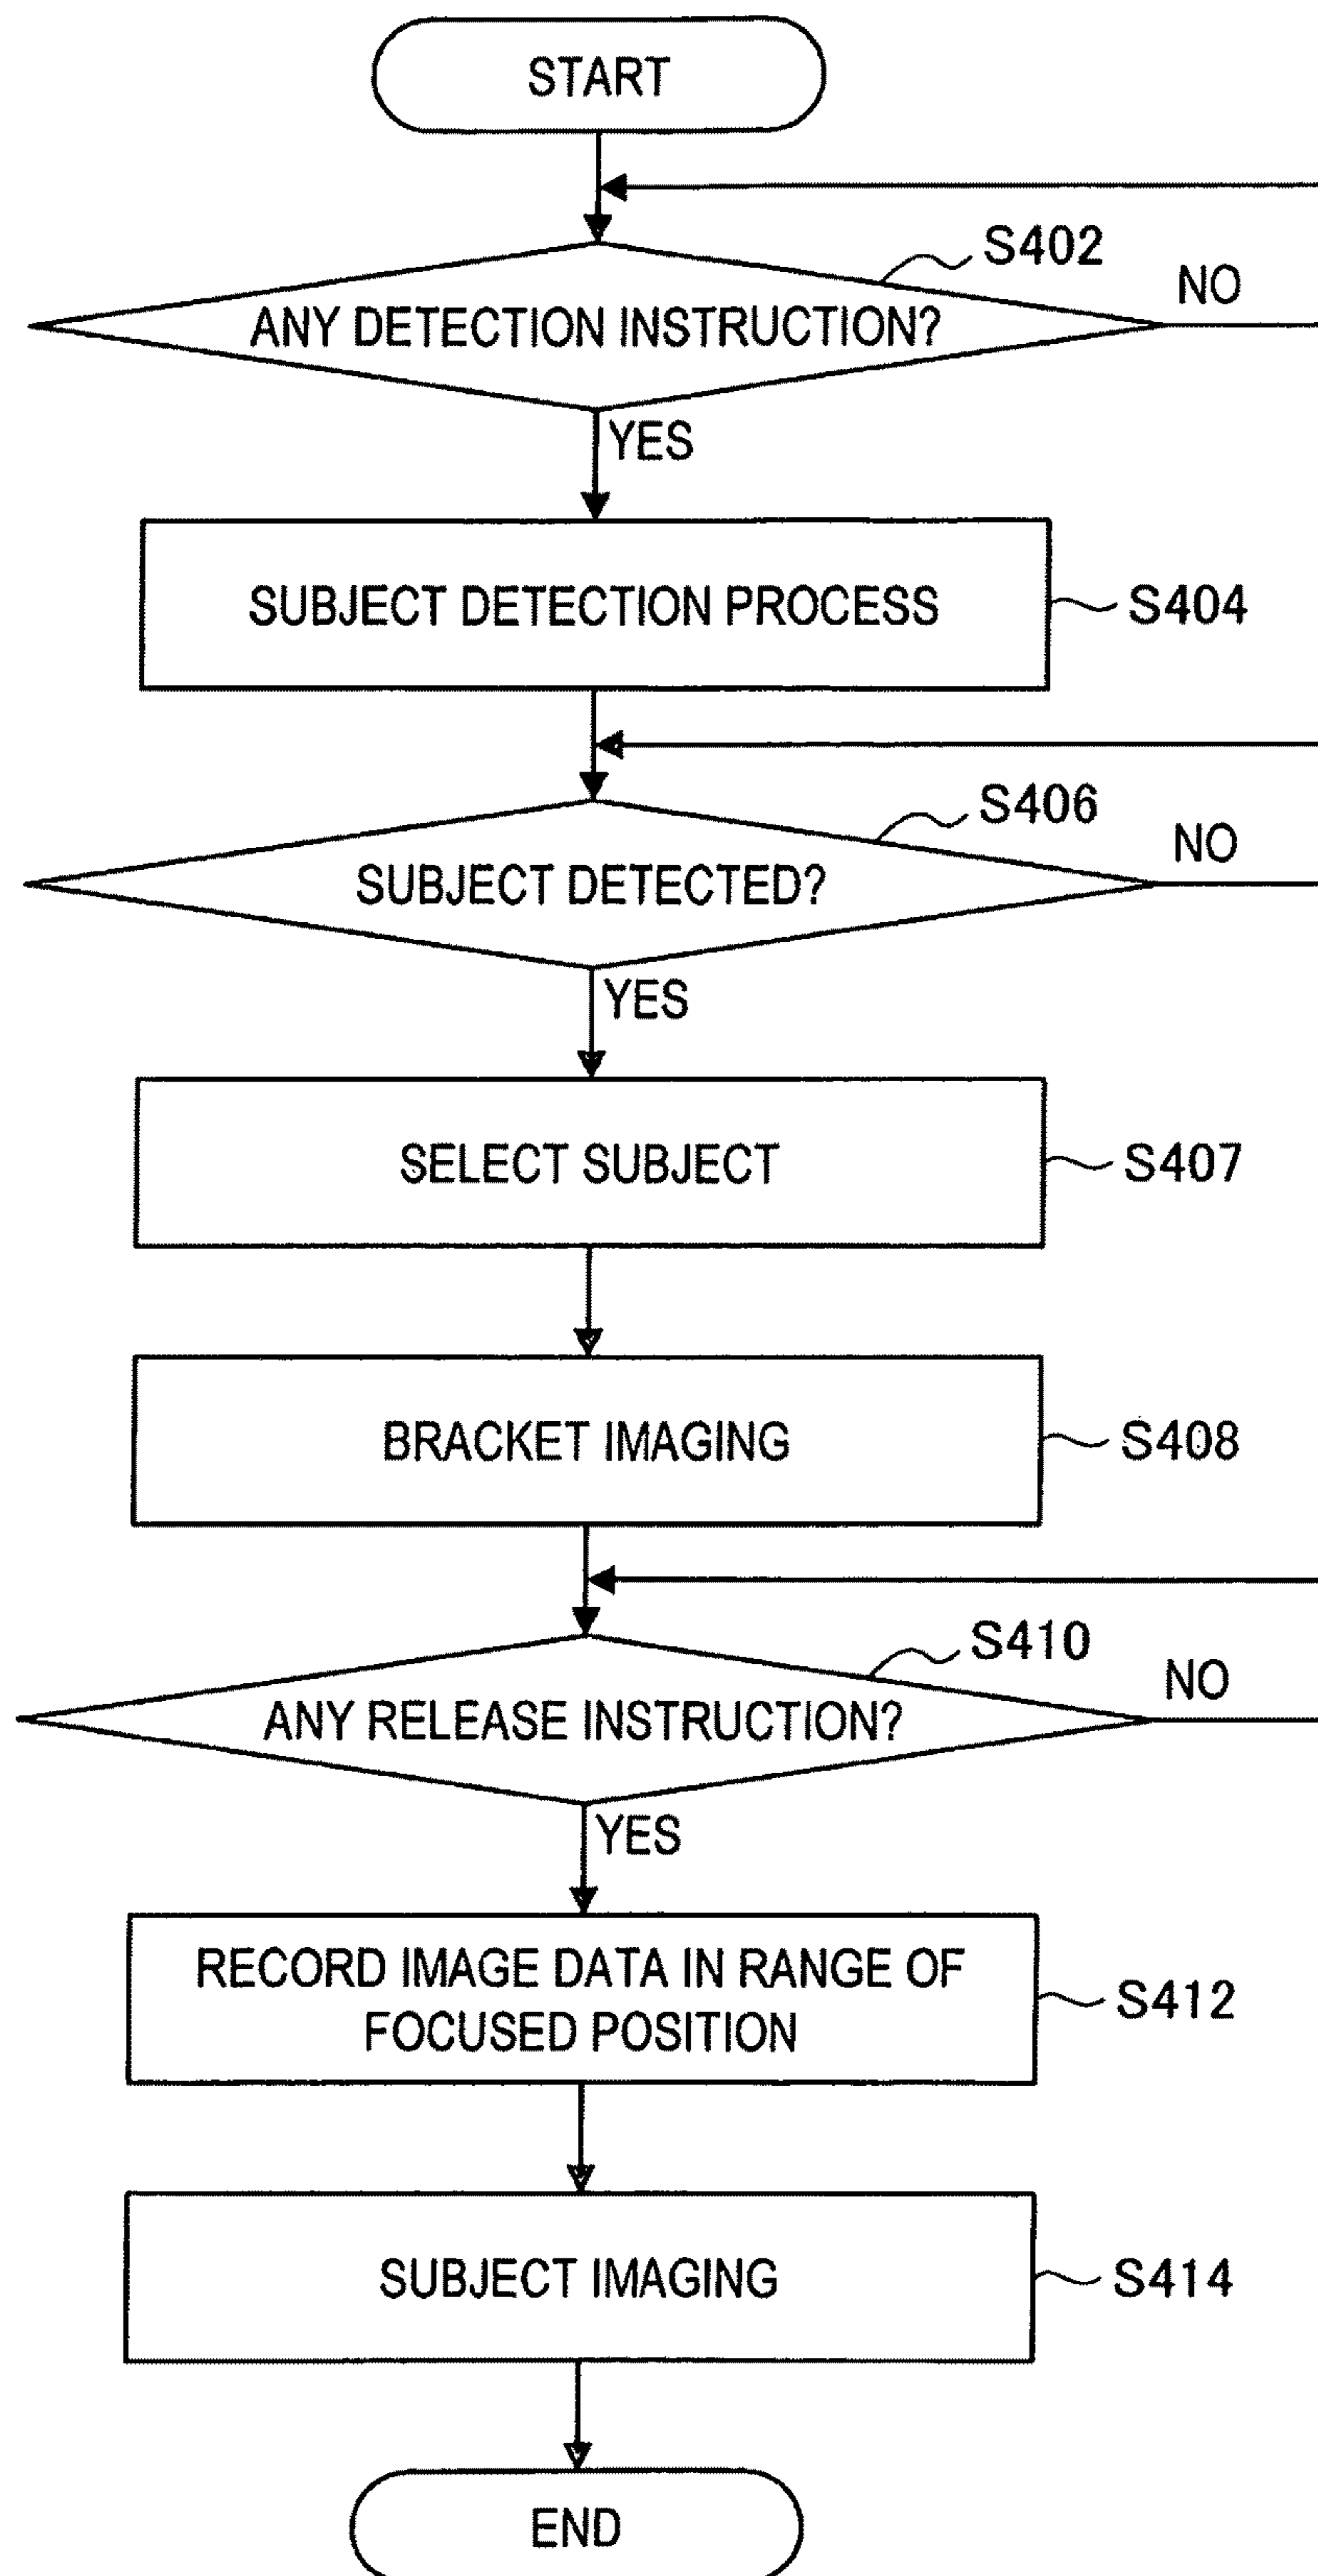 START
S402
NO
ANY DETECTION INSTRUCTION?
YES
SUBJECT DETECTION PROCESS
S404
S406
NO
SUBJECT DETECTED?
YES
SELECT SUBJECT
S407
BRACKET IMAGING
S408
S410
NO
ANY RELEASE INSTRUCTION?
YES
RECORD IMAGE DATA IN RANGE OF
FOCUSED POSITION
S412
SUBJECT IMAGING
S414
END